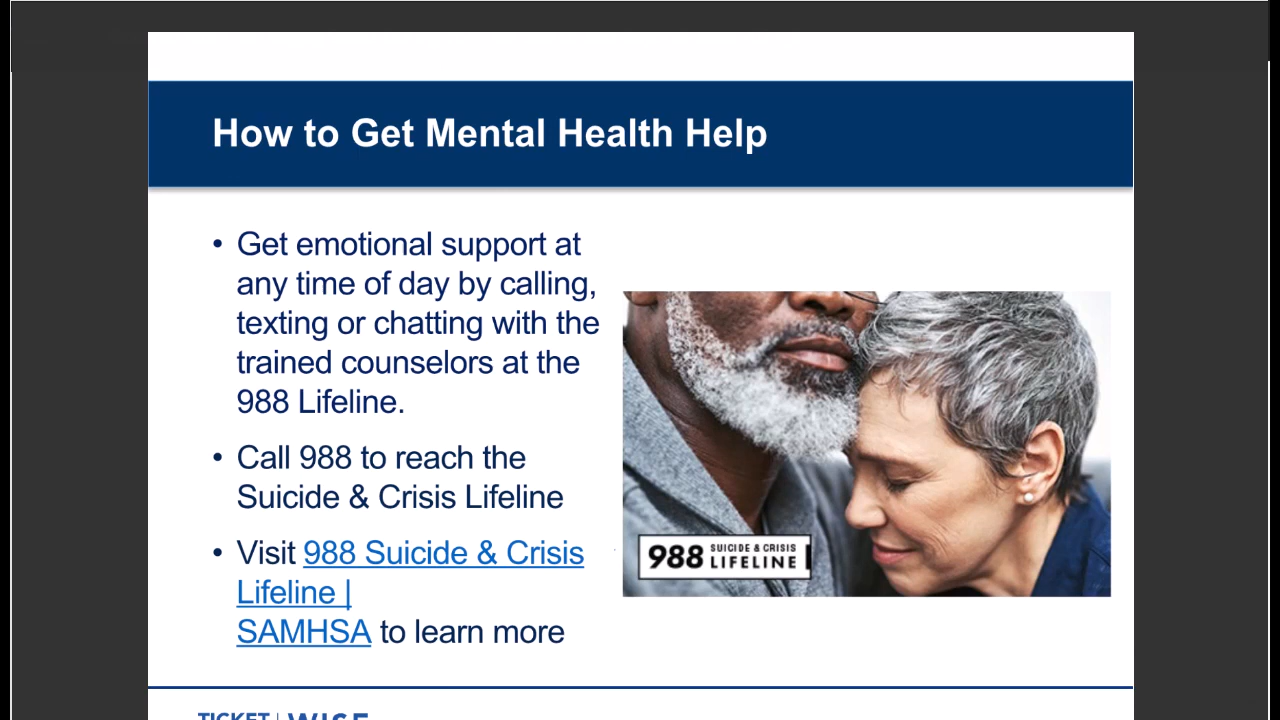 How to Get Mental Health Help
• Get emotional support at
any time of day by calling,
texting or chatting with the
trained counselors at the
988 Lifeline.
• Call 988 to reach the
Suicide & Crisis Lifeline
• Visit 988 Suicide & Crisis
Lifeline |
SAMHSA to learn more
988 SUICIDE & CRISIS
LIFELINE
TICKET | WISE